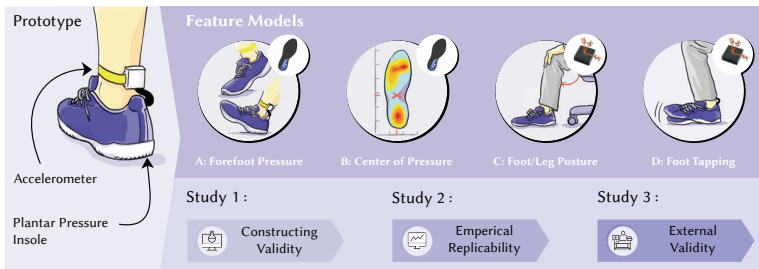 Prototype
Accelerometer
Plantar Pressure
Insole
Feature Models
A: Forefoot Pressure
B: Center of Pressure
C: Foot/Leg Posture
D: Foot Tapping
Study 1 :
Constructing
Validity
Study 2 :
Emperical
Replicability
Study 3 :
External
Validity